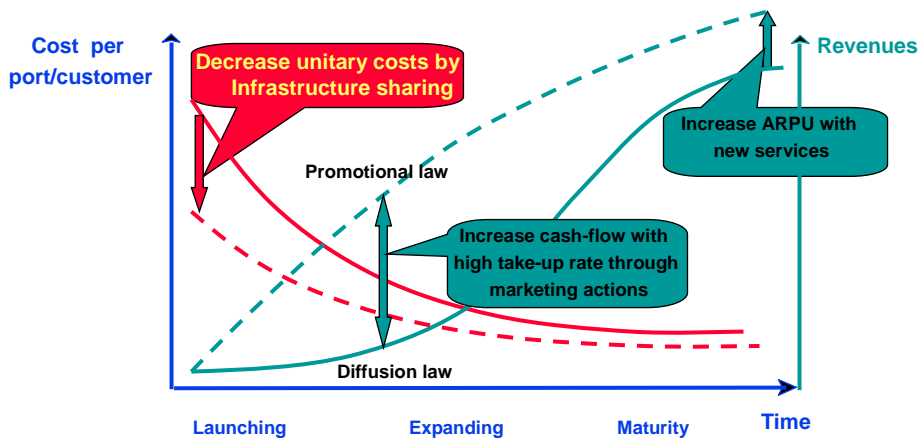 Cost per
port/customer
Decrease unitary costs by
Infrastructure sharing
Revenues
Increase ARPU with
new services
Promotional law
Increase cash-flow with
high take-up rate through
marketing actions
Diffusion law
Launching
Expanding
Maturity
Time